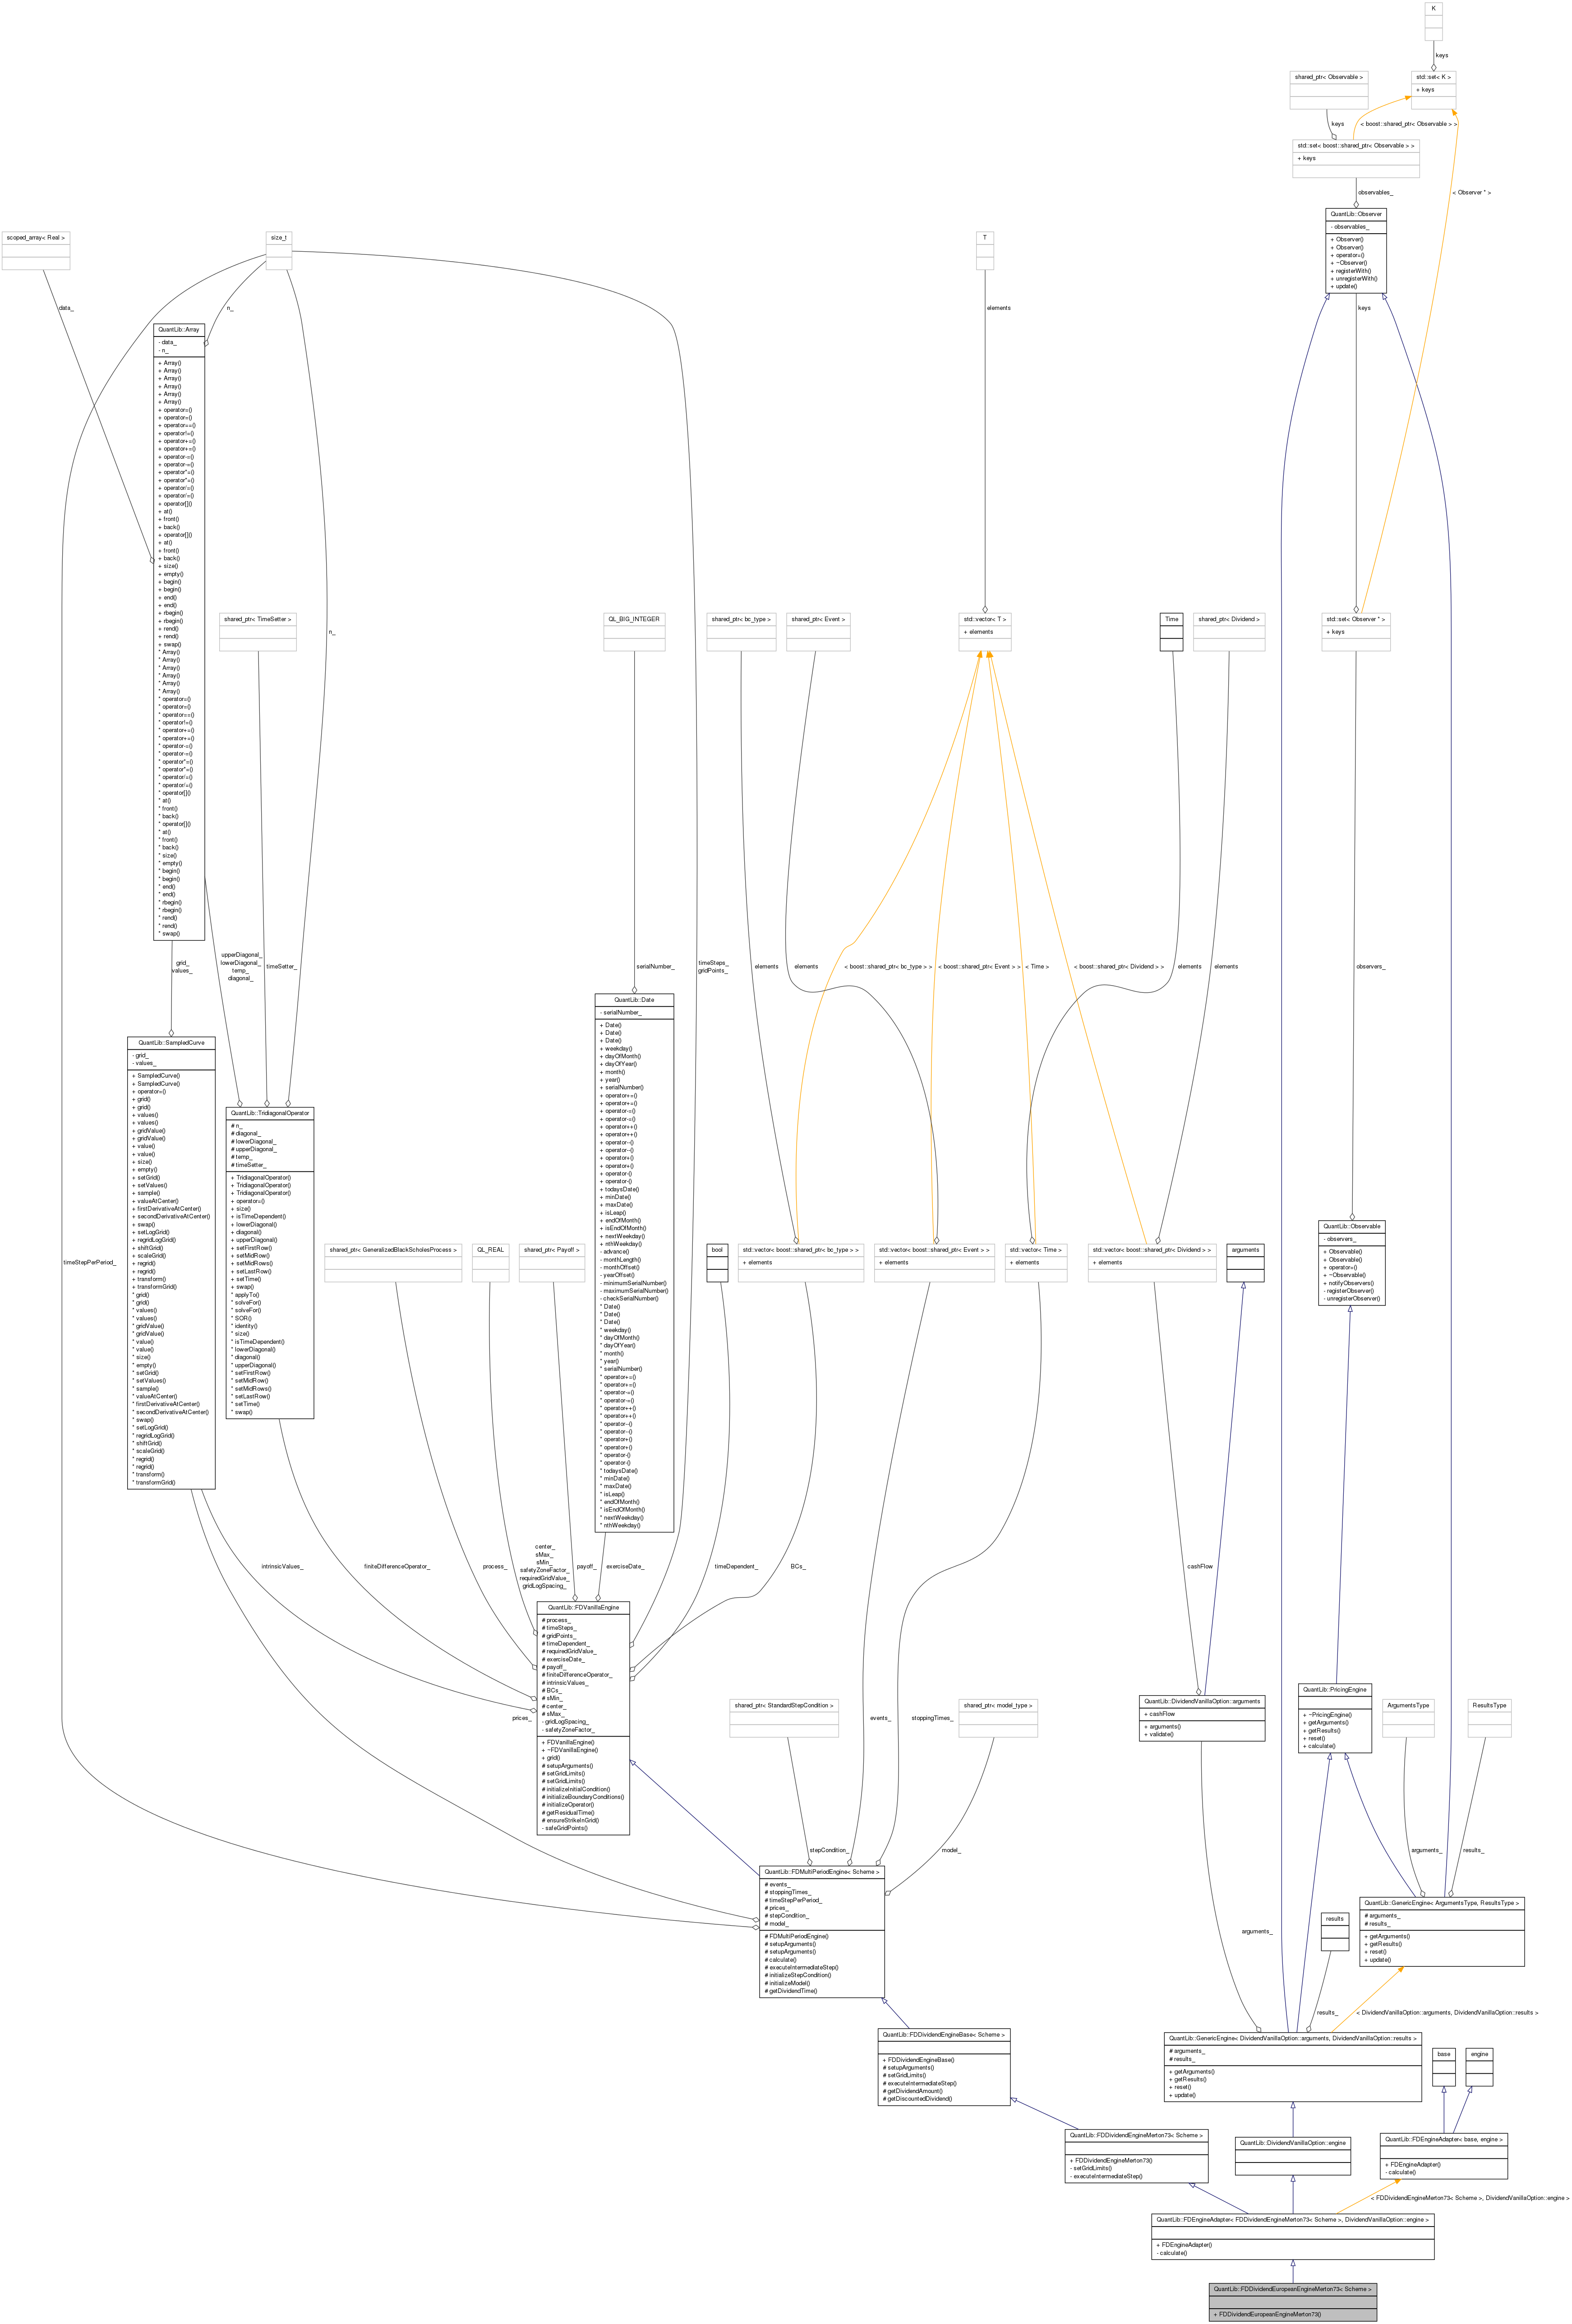 K
keys
shared_ptr< Observable >
std::set< K >
+ keys
keys
< boost::shared_ptr< Observable > >
std::set< boost::shared_ptr< Observable > >
+ keys
observables_
< Observer * >
QuantLib::Observer
- observables_
+ Observer()
+ Observer()
+ operator=()
+ ~Observer()
+ registerWith()
+ unregisterWith()
+ update()
keys
scoped_array< Real >
size_t
T
data_
n_
elements
QuantLib::Array
- data_
- n_
+ Array()
+ Array()
+ Array()
+ Array()
+ Array()
+ Array()
+ operator=()
+ operator=()
+ operator==()
+ operator!=()
+ operator+=()
+ operator+=()
+ operator-=()
+ operator-=()
+ operator*=()
+ operator*=()
+ operator/=()
+ operator/=()
+ operator[]()
+ at()
+ front()
+ back()
+ operator[]()
+ at()
+ front()
+ back()
+ size()
+ empty()
+ begin()
+ begin()
+ end()
+ end()
+ rbegin()
+ rbegin()
+ rend()
+ rend()
+ swap()
* Array()
* Array()
* Array()
* Array()
* Array()
* Array()
* operator=()
* operator=()
* operator==()
* operator!=()
* operator+=()
* operator+=()
* operator-=()
* operator-=()
* operator*=()
* operator*=()
* operator/=()
* operator/=()
* operator[]()
* at()
* front()
* back()
* operator[]()
* at()
* front()
* back()
* size()
* empty()
* begin()
* begin()
* end()
* end()
* rbegin()
* rbegin()
* rend()
* rend()
* swap()
shared_ptr< TimeSetter >
n_
QL_BIG_INTEGER
shared_ptr< bc_type >
shared_ptr< Event >
std::vector< T >
+ elements
Time
shared_ptr< Dividend >
std::set< Observer * >
+ keys
grid_
values_
upperDiagonal_
lowerDiagonal_
temp_
diagonal_
timeSetter_
serialNumber_
timeSteps_
gridPoints_
elements
elements
< boost::shared_ptr< bc_type > >
< boost::shared_ptr< Event > >
< Time >
< boost::shared_ptr< Dividend > >
elements
elements
observers_
QuantLib::SampledCurve
- grid_
- values_
+ SampledCurve()
+ SampledCurve()
+ operator=()
+ grid()
+ grid()
+ values()
+ values()
+ gridValue()
+ gridValue()
+ value()
+ value()
+ size()
+ empty()
+ setGrid()
+ setValues()
+ sample()
+ valueAtCenter()
+ firstDerivativeAtCenter()
+ secondDerivativeAtCenter()
+ swap()
+ setLogGrid()
+ regridLogGrid()
+ shiftGrid()
+ scaleGrid()
+ regrid()
+ regrid()
+ transform()
+ transformGrid()
* grid()
* grid()
* values()
* values()
* gridValue()
* gridValue()
* value()
* value()
* size()
* empty()
* setGrid()
* setValues()
* sample()
* valueAtCenter()
* firstDerivativeAtCenter()
* secondDerivativeAtCenter()
* swap()
* setLogGrid()
* regridLogGrid()
* shiftGrid()
* scaleGrid()
* regrid()
* regrid()
* transform()
* transformGrid()
QuantLib::TridiagonalOperator
# n_
# diagonal_
# lowerDiagonal_
# upperDiagonal_
# temp_
# timeSetter_
+ TridiagonalOperator()
+ TridiagonalOperator()
+ TridiagonalOperator()
+ operator=()
+ size()
+ isTimeDependent()
+ lowerDiagonal()
+ diagonal()
+ upperDiagonal()
+ setFirstRow()
+ setMidRow()
+ setMidRows()
+ setLastRow()
+ setTime()
+ swap()
* applyTo()
* solveFor()
* solveFor()
* SOR()
* identity()
* size()
* isTimeDependent()
* lowerDiagonal()
* diagonal()
* upperDiagonal()
* setFirstRow()
* setMidRow()
* setMidRows()
* setLastRow()
* setTime()
* swap()
QuantLib::Date
- serialNumber_
+ Date()
+ Date()
+ Date()
+ weekday()
+ dayOfMonth()
+ dayOfYear()
+ month()
+ year()
+ serialNumber()
+ operator+=()
+ operator+=()
+ operator-=()
+ operator-=()
+ operator++()
+ operator++()
+ operator--()
+ operator--()
+ operator+()
+ operator+()
+ operator-()
+ operator-()
+ todaysDate()
+ minDate()
+ maxDate()
+ isLeap()
+ endOfMonth()
+ isEndOfMonth()
+ nextWeekday()
+ nthWeekday()
- advance()
- monthLength()
- monthOffset()
- yearOffset()
- minimumSerialNumber()
- maximumSerialNumber()
- checkSerialNumber()
* Date()
* Date()
* Date()
* weekday()
* dayOfMonth()
* dayOfYear()
* month()
* year()
* serialNumber()
* operator+=()
* operator+=()
* operator-=()
* operator-=()
* operator++()
* operator++()
* operator--()
* operator--()
* operator+()
* operator+()
* operator-()
* operator-()
* todaysDate()
* minDate()
* maxDate()
* isLeap()
* endOfMonth()
* isEndOfMonth()
* nextWeekday()
* nthWeekday()
timeStepPerPeriod_
shared_ptr< GeneralizedBlackScholesProcess >
QL_REAL
shared_ptr< Payoff >
bool
std::vector< boost::shared_ptr< bc_type > >
+ elements
std::vector< boost::shared_ptr< Event > >
+ elements
std::vector< Time >
+ elements
std::vector< boost::shared_ptr< Dividend > >
+ elements
arguments
QuantLib::Observable
- observers_
+ Observable()
+ Observable()
+ operator=()
+ ~Observable()
+ notifyObservers()
- registerObserver()
- unregisterObserver()
intrinsicValues_
finiteDifferenceOperator_
process_
center_
sMax_
sMin_
safetyZoneFactor_
requiredGridValue_
gridLogSpacing_
payoff_
exerciseDate_
timeDependent_
BCs_
cashFlow
QuantLib::FDVanillaEngine
# process_
# timeSteps_
# gridPoints_
# timeDependent_
# requiredGridValue_
# exerciseDate_
# payoff_
# finiteDifferenceOperator_
# intrinsicValues_
# BCs_
# sMin_
# center_
# sMax_
- gridLogSpacing_
- safetyZoneFactor_
+ FDVanillaEngine()
+ ~FDVanillaEngine()
+ grid()
# setupArguments()
# setGridLimits()
# setGridLimits()
# initializeInitialCondition()
# initializeBoundaryConditions()
# initializeOperator()
# getResidualTime()
# ensureStrikeInGrid()
- safeGridPoints()
prices_
shared_ptr< StandardStepCondition >
events_
stoppingTimes_
shared_ptr< model_type >
QuantLib::DividendVanillaOption::arguments
+ cashFlow
+ arguments()
+ validate()
QuantLib::PricingEngine
+ ~PricingEngine()
+ getArguments()
+ getResults()
+ reset()
+ calculate()
ArgumentsType
ResultsType
stepCondition_
model_
arguments_
results_
QuantLib::FDMultiPeriodEngine< Scheme >
# events_
# stoppingTimes_
# timeStepPerPeriod_
# prices_
# stepCondition_
# model_
# FDMultiPeriodEngine()
# setupArguments()
# setupArguments()
# calculate()
# executeIntermediateStep()
# initializeStepCondition()
# initializeModel()
# getDividendTime()
QuantLib::GenericEngine< ArgumentsType, ResultsType >
# arguments_
# results_
+ getArguments()
+ getResults()
+ reset()
+ update()
arguments_
results
results_
< DividendVanillaOption::arguments, DividendVanillaOption::results >
QuantLib::FDDividendEngineBase< Scheme >
+ FDDividendEngineBase()
# setupArguments()
# setGridLimits()
# executeIntermediateStep()
# getDividendAmount()
# getDiscountedDividend()
QuantLib::GenericEngine< DividendVanillaOption::arguments, DividendVanillaOption::results >
# arguments_
# results_
+ getArguments()
+ getResults()
+ reset()
+ update()
base
engine
QuantLib::FDDividendEngineMerton73< Scheme >
+ FDDividendEngineMerton73()
- setGridLimits()
- executeIntermediateStep()
QuantLib::DividendVanillaOption::engine
QuantLib::FDEngineAdapter< base, engine >
+ FDEngineAdapter()
- calculate()
< FDDividendEngineMerton73< Scheme >, DividendVanillaOption::engine >
QuantLib::FDEngineAdapter< FDDividendEngineMerton73< Scheme >, DividendVanillaOption::engine >
+ FDEngineAdapter()
- calculate()
QuantLib::FDDividendEuropeanEngineMerton73< Scheme >
+ FDDividendEuropeanEngineMerton73()